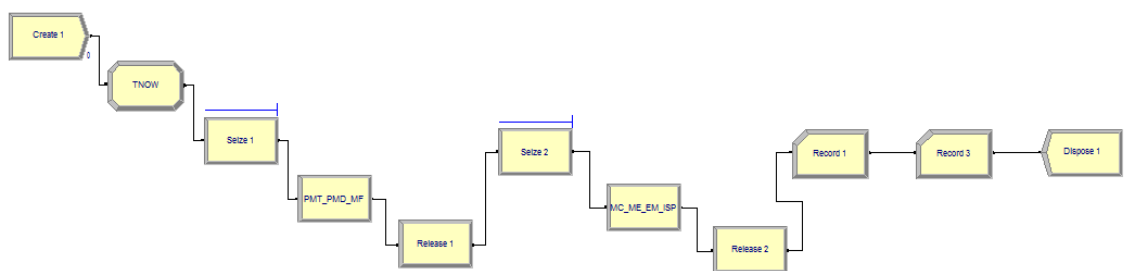 Create 1
0
TNOW
Seize 1
PMT_PMD_MF
Release 1
Seize 2
MC_ME_EM_ISP
Release 2
Record 1
Record 3
Dispose 1